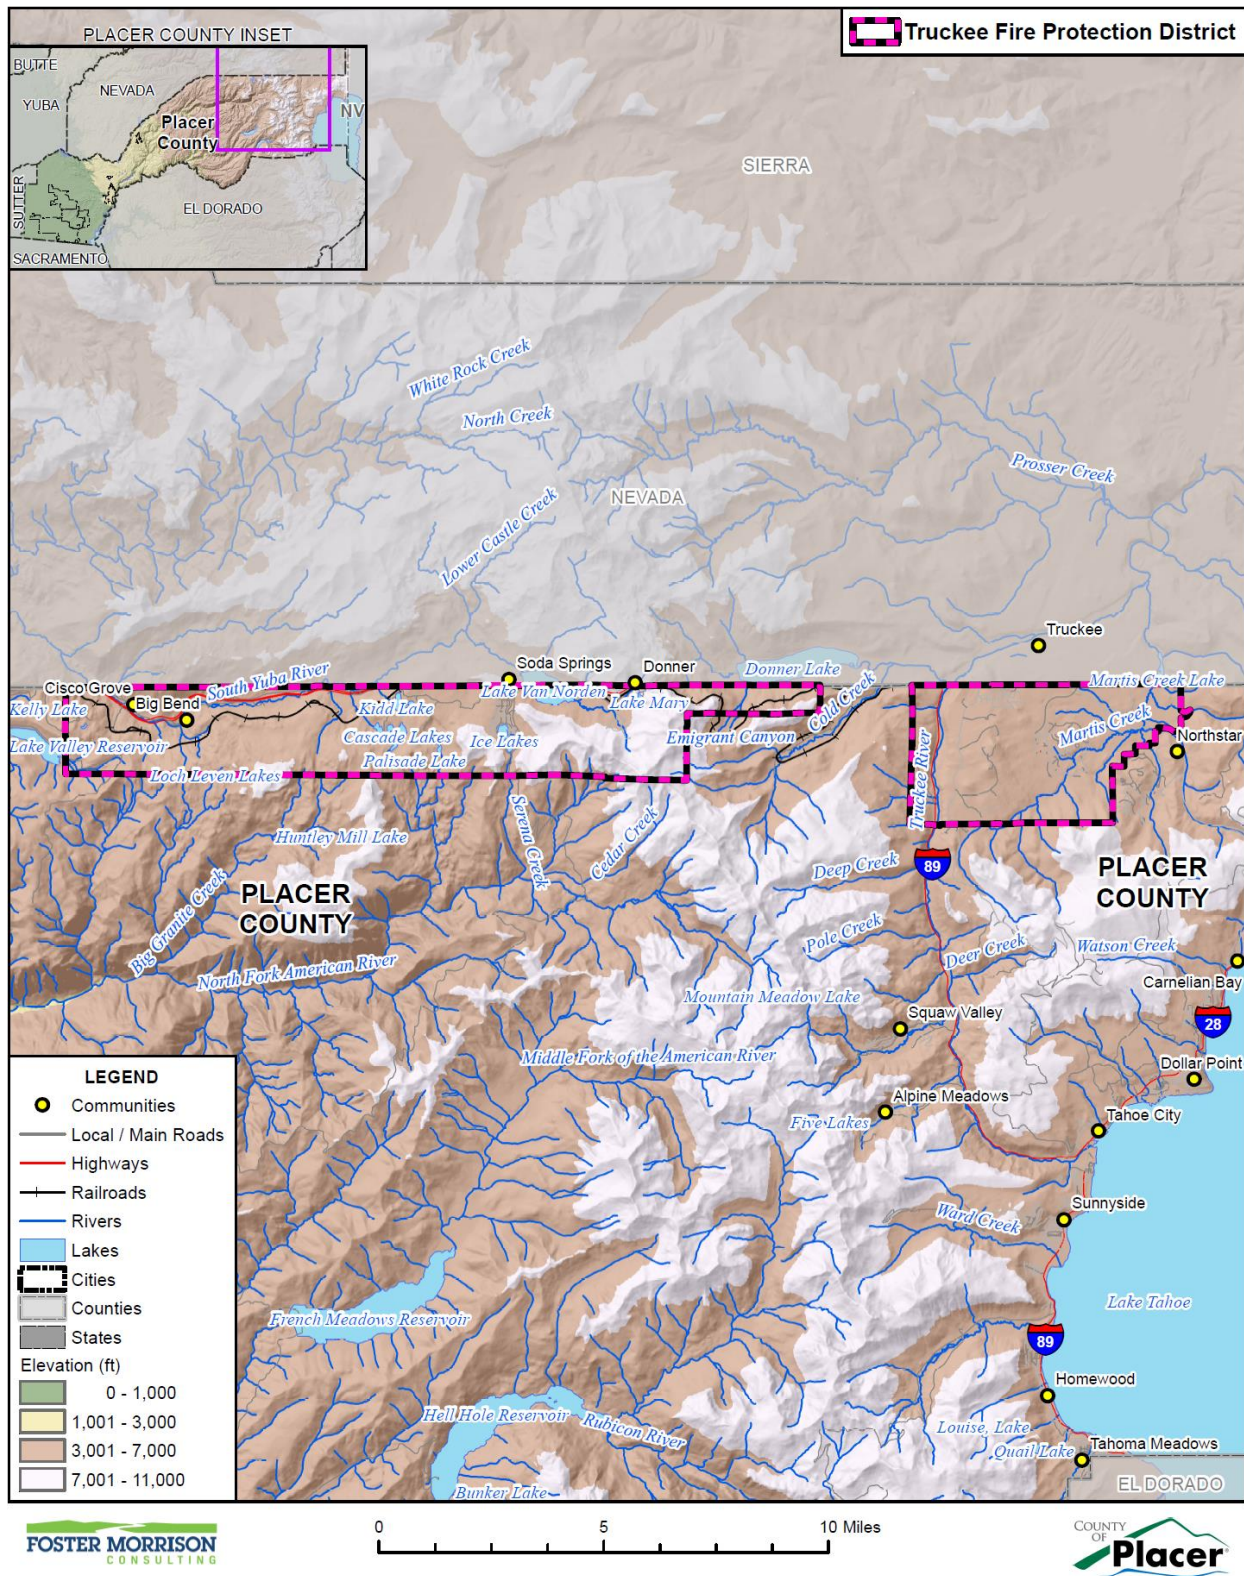 PLACER COUNTY INSET
Truckee Fire Protection District
BUTTE
YUBA
NEVADA
Placer
County
NV
SUTTER
EL DORADO
SACRAMENTO
SIERRA
White Rock Creek
North Creek
Prosser Creek
NEVADA
Lower Castle Creek
Truckee
Soda Springs
Donner
Donner Lake
Cisco Grove
South Yuba River
Lake Van Norden
Martis Creek Lake
Kelly Lake
Big Bend
Kidd Lake
Lake Mary
Cold Creek
Martis Creek
Lake Valley Reservoir
Cascade Lakes
Ice Lakes
Emigrant Canyon
Northstar
Palisade Lake
Loch Leven Lakes
Truckee River
Serena Creek
Cedar Creek
Huntley Mill Lake
Deep Creek
89
PLACER
COUNTY
PLACER
COUNTY
Big Granite Creek
Pole Creek
Deer Creek
Watson Creek
North Fork American River
Carnelian Bay
Mountain Meadow Lake
Squaw Valley
28
Middle Fork of the American River
Dollar Point
Alpine Meadows
Five Lakes
Tahoe City
Ward Creek
Sunnyside
Lake Tahoe
French Meadows Reservoir
89
Homewood
Hell Hole Reservoir
Rubicon River
Louise, Lake
Quail Lake
Tahoma Meadows
Bunker Lake
EL DORADO
LEGEND
Communities
Local / Main Roads
Highways
Railroads
Rivers
Lakes
Cities
Counties
States
Elevation (ft)
0 - 1,000
1,001 - 3,000
3,001 - 7,000
7,001 - 11,000
FOSTER MORRISON
CONSULTING
0 5 10 Miles
COUNTY
OF
Placer